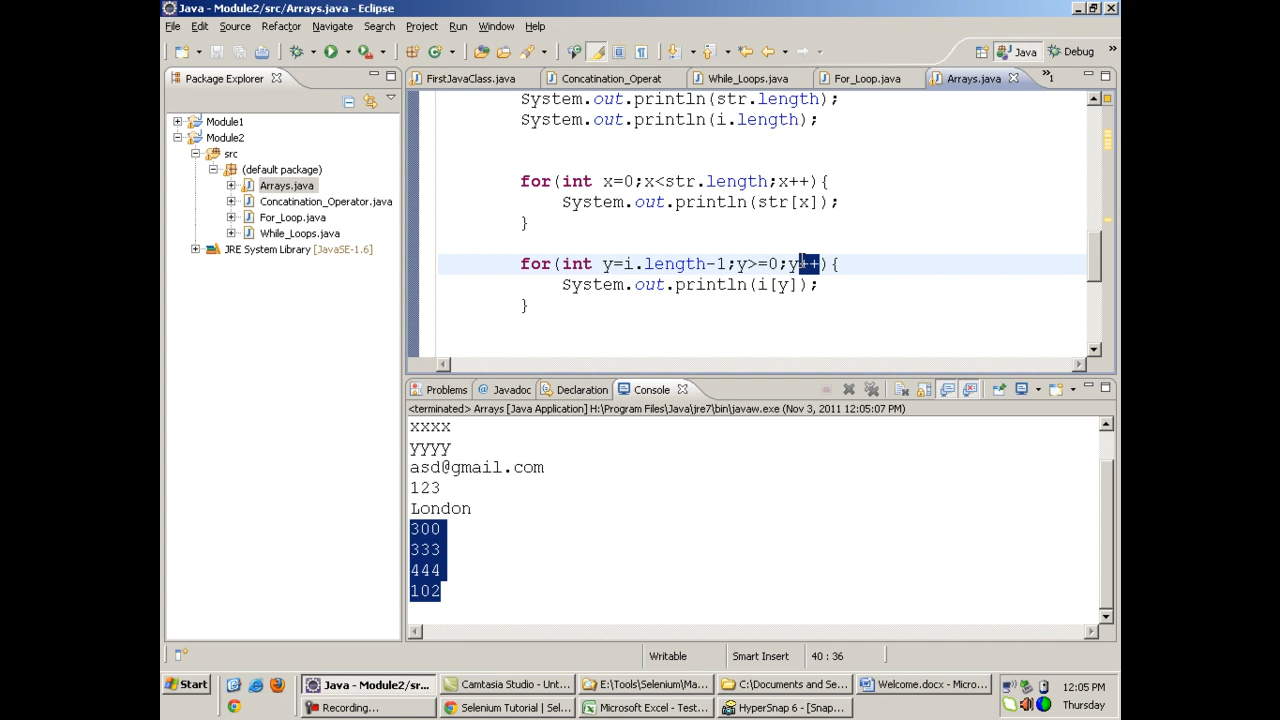 Java - Module2/src/Arrays.java - Eclipse
File Edit Source Refactor Navigate Search Project Run Window Help
Java Debug »
Package Explorer
FirstJavaClass.java Concatination_Operat While_Loops.java For_Loop.java Arrays.java »1
Module1
Module2
src
(default package)
Arrays.java
Concatination_Operator.java
For_Loop.java
While_Loops.java
JRE System Library [JavaSE-1.6]
System.out.println(str.length);
System.out.println(i.length);
for(int x=0;x<str.length;x++){
System.out.println(str[x]);
}
for(int y=i.length-1;y>=0;y++){
System.out.println(i[y]);
}
Problems @ Javadoc Declaration Console
<terminated> Arrays [Java Application] H:\Program Files\Java\jre7\bin\javaw.exe (Nov 3, 2011 12:05:07 PM)
xxxx
yyyy
asd@gmail.com
123
London
300
333
444
102
Writable Smart Insert 40 : 36
Start Java - Module2/sr... Camtasia Studio - Unt... E:\Tools\Selenium\Ma... C:\Documents and Se... Welcome.docx - Micro... 12:05 PM
Recording... Selenium Tutorial | Sel... Microsoft Excel - Test... HyperSnap 6 - [Snap... Thursday